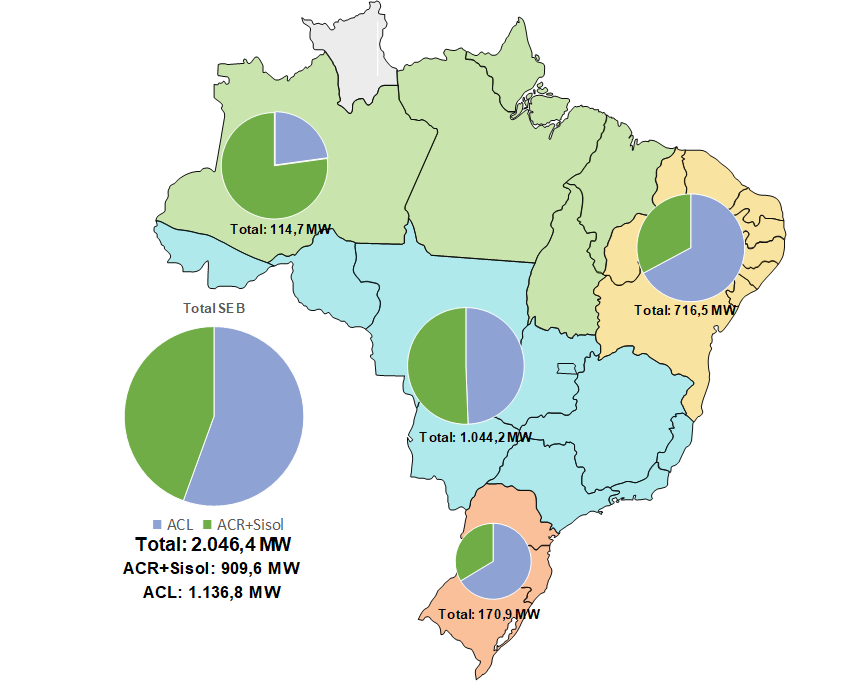 Total: 114,7 MW
Total: 716,5 MW
Total SEB
Total: 1.044,2 MW
ACL ACR+Sisol
Total: 2.046,4 MW
ACR+Sisol: 909,6 MW
ACL: 1.136,8 MW
Total: 170,9 MW